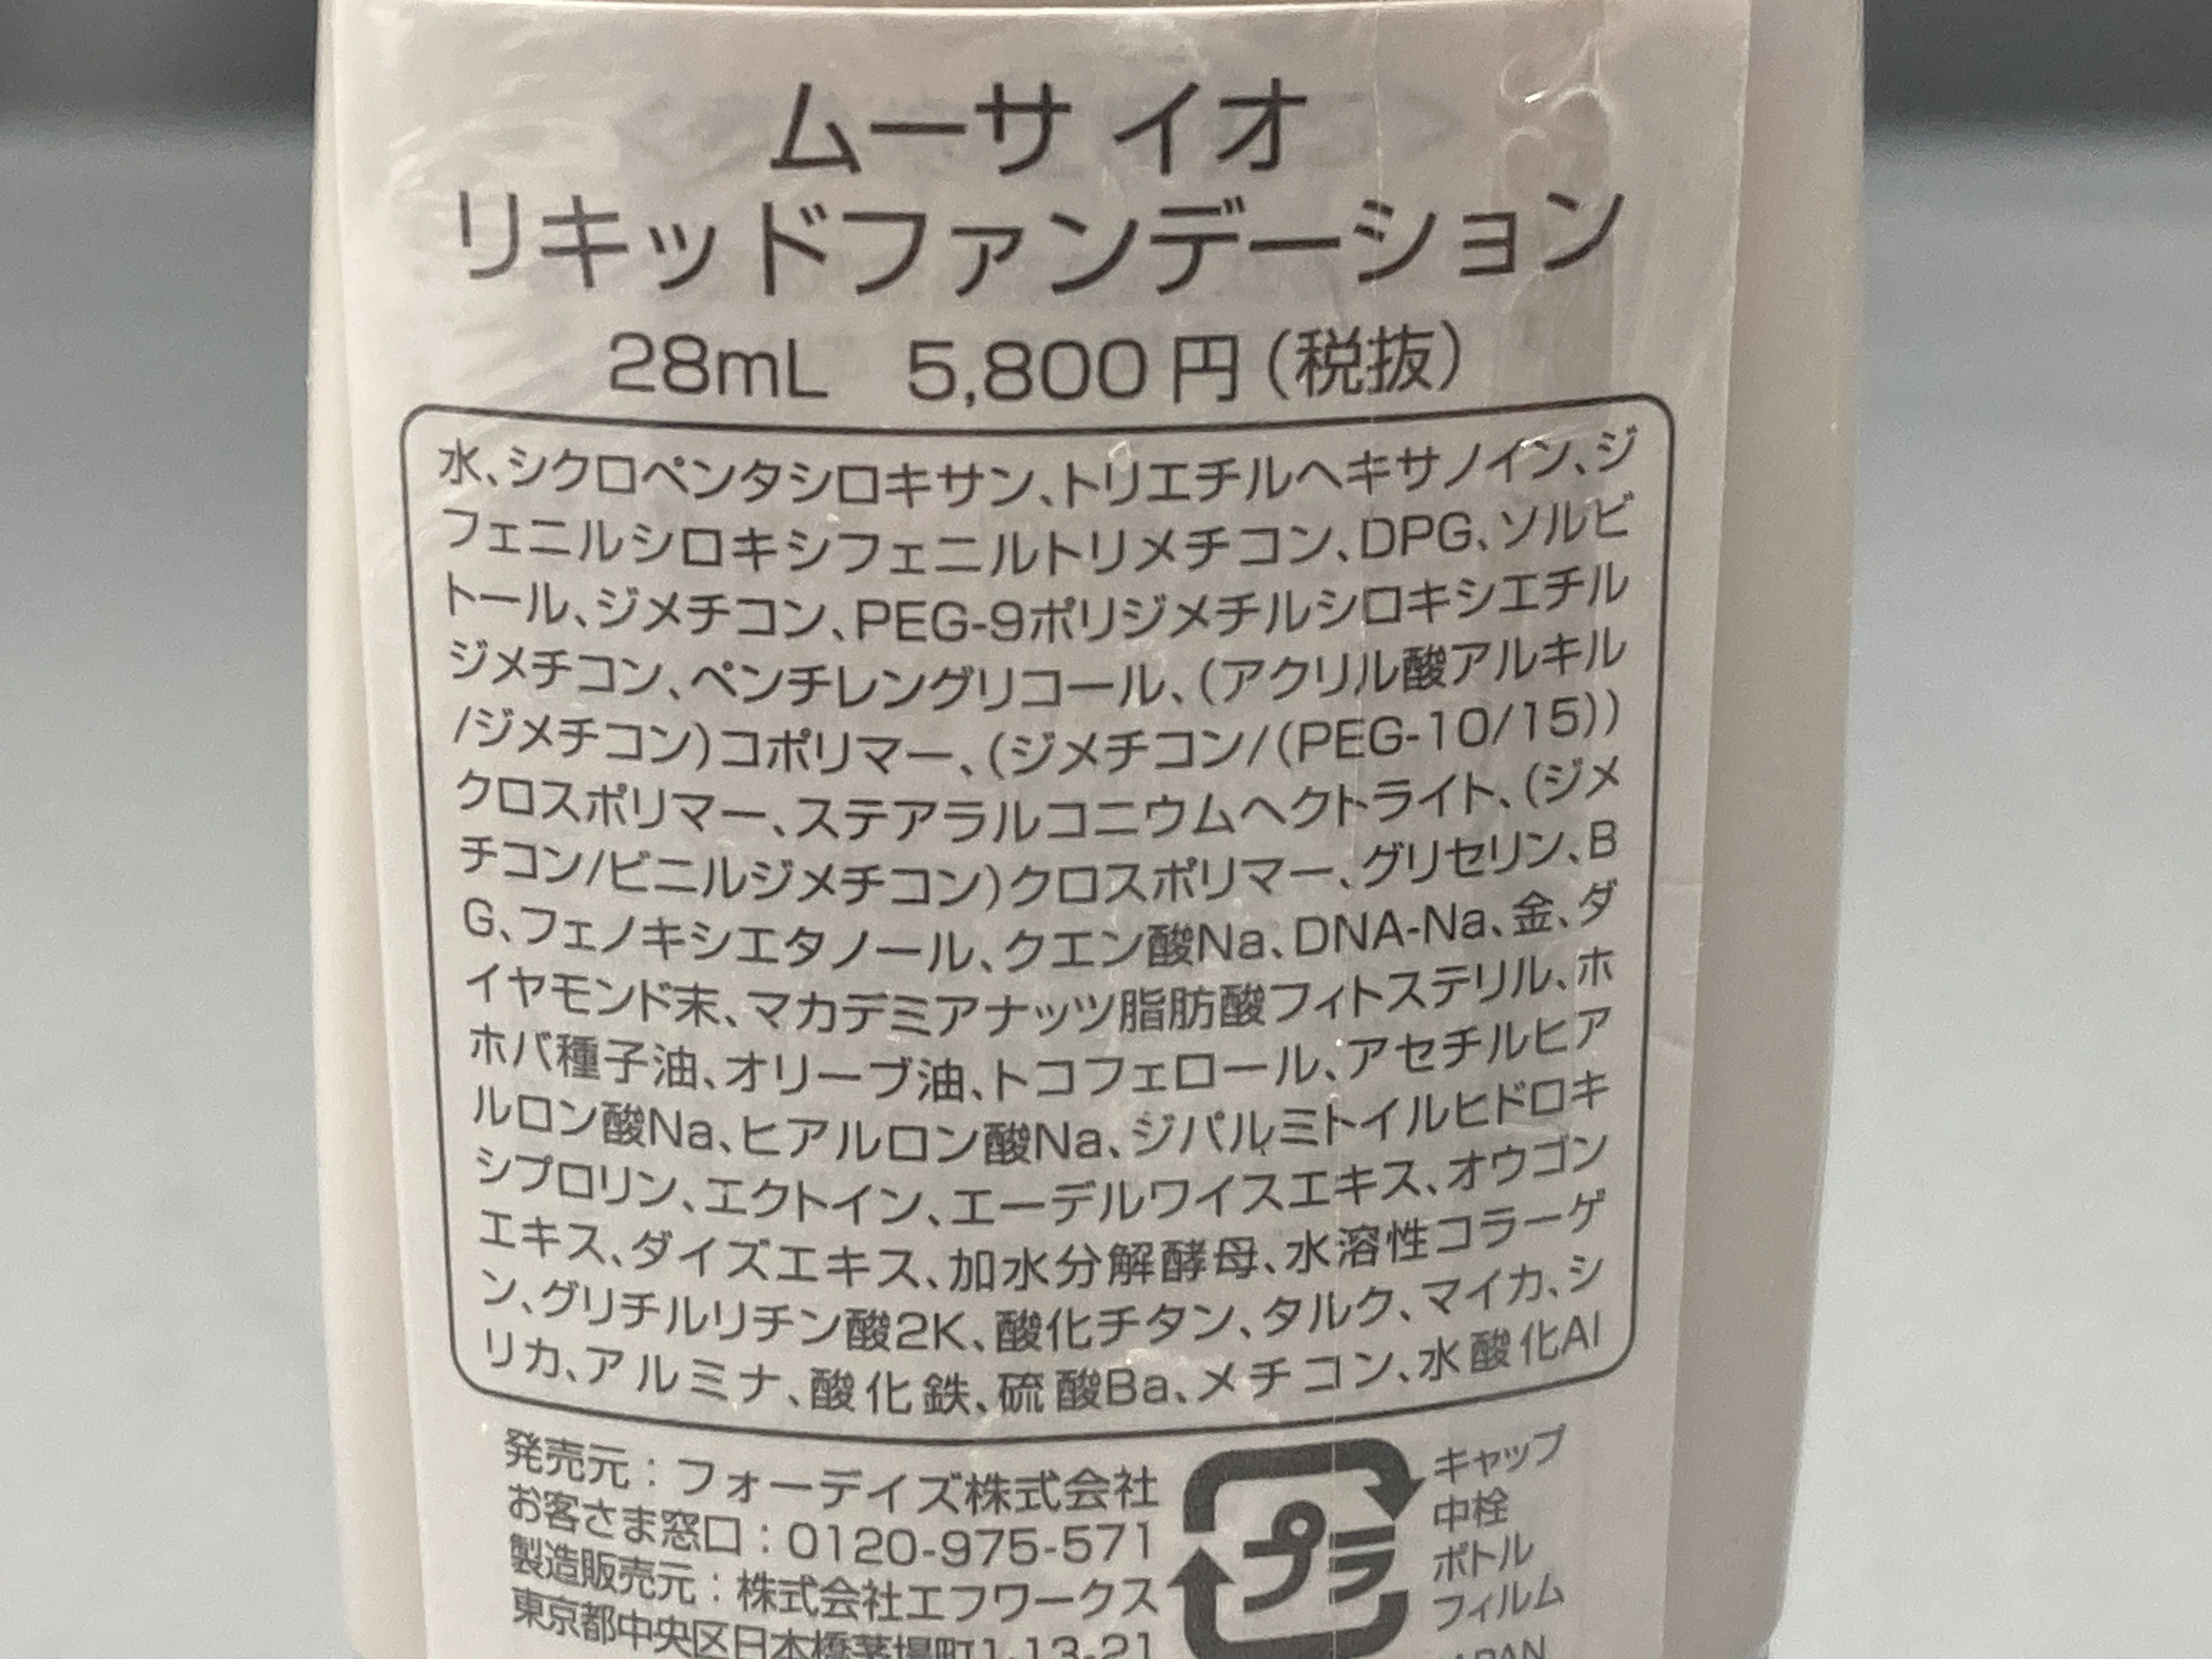 ムーサ イオ
リキッドファンデーション
28mL 5,800円(税抜)
水、シクロペンタシロキサン、トリエチルヘキサノイン、ジ
フェニルシロキシフェニルトリメチコン、DPG、ソルビ
トール、ジメチコン、PEG-9ポリジメチルシロキシエチル
ジメチコン、ペンチレングリコール、(アクリル酸アルキル
/ジメチコン)コポリマー、(ジメチコン/(PEG-10/15))
クロスポリマー、ステアラルコニウムヘクトライト、(ジメ
チコン/ビニルジメチコン)クロスポリマー、グリセリン、B
G、フェノキシエタノール、クエン酸Na、DNA-Na、金、ダ
イヤモンド末、マカデミアナッツ脂肪酸フィトステリル、ホ
ホバ種子油、オリーブ油、トコフェロール、アセチルヒア
ルロン酸Na、ヒアルロン酸Na、ジパルミトイルヒドロキ
シプロリン、エクトイン、エーデルワイスエキス、オウゴン
エキス、ダイズエキス、加水分解酵母、水溶性コラーゲ
ン、グリチルリチン酸2K、酸化チタン、タルク、マイカ、シ
リカ、アルミナ、酸化鉄、硫酸Ba、メチコン、水酸化Al
発売元：フォーデイズ株式会社
お客さま窓口：0120-975-571
製造販売元：株式会社エフワークス
東京都中央区日本橋茅場町1-13-21
プラ
キャップ
中栓
ボトル
フィルム